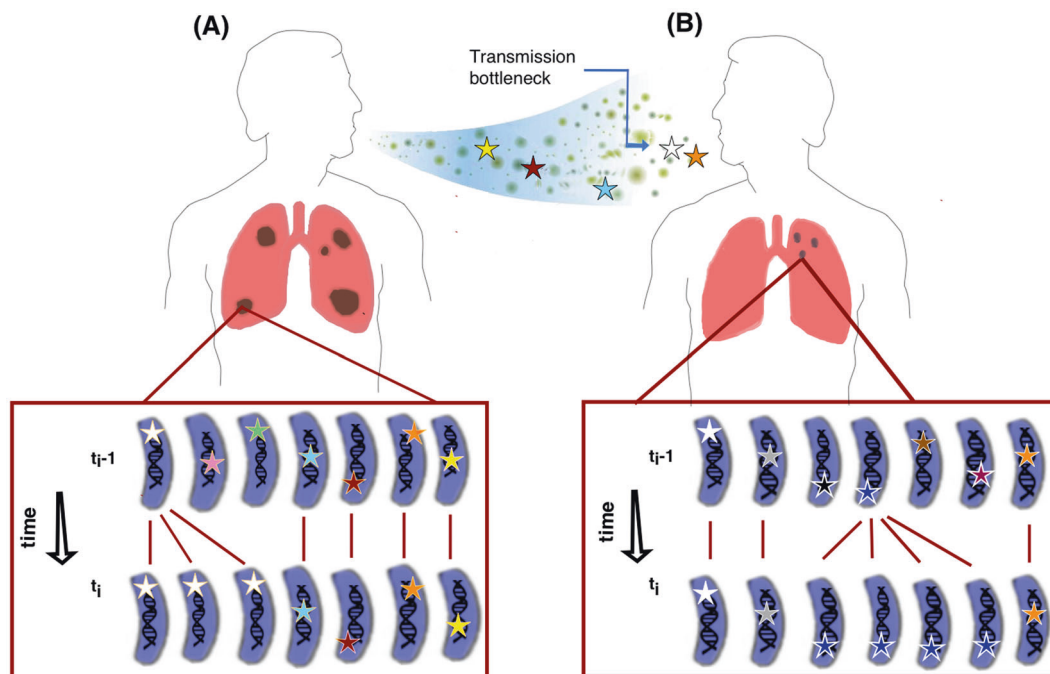 (A)
(B)
Transmission
bottleneck
tᵢ-1
time
tᵢ
tᵢ-1
time
tᵢ